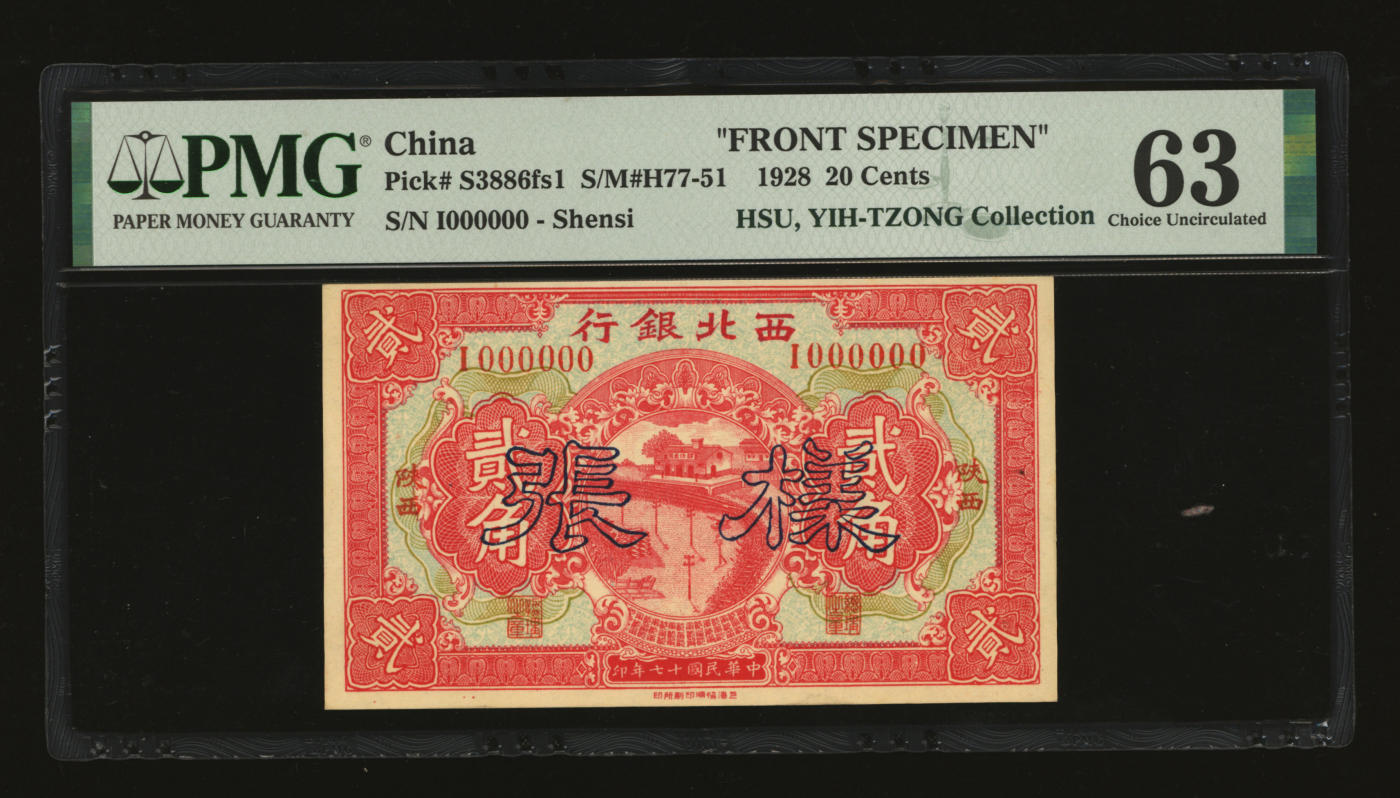 PMG®
PAPER MONEY GUARANTY
China
"FRONT SPECIMEN"
Pick# S3886fs1 S/M#H77-51 1928 20 Cents
S/N I000000 - Shensi
HSU, YIH-TZONG Collection
63
Choice Uncirculated
貳
貳
行銀北西
I000000
I000000
貳角
貳角
張樣
陝西
陝西
貳
貳
印年七十國民華中